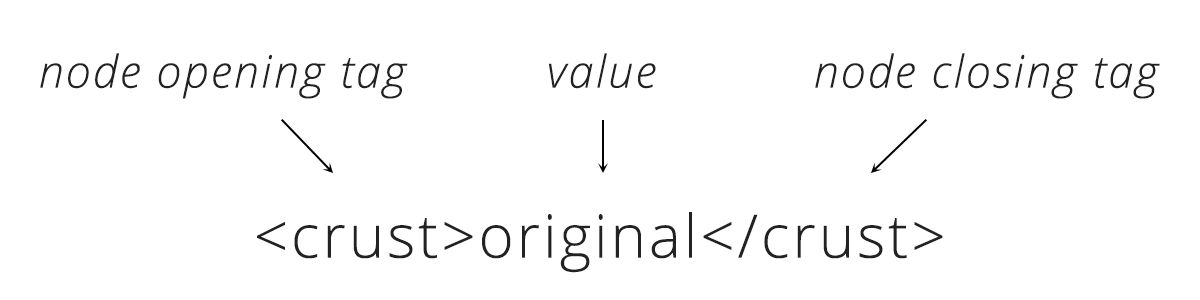 node opening tag value node closing tag
<crust>original</crust>